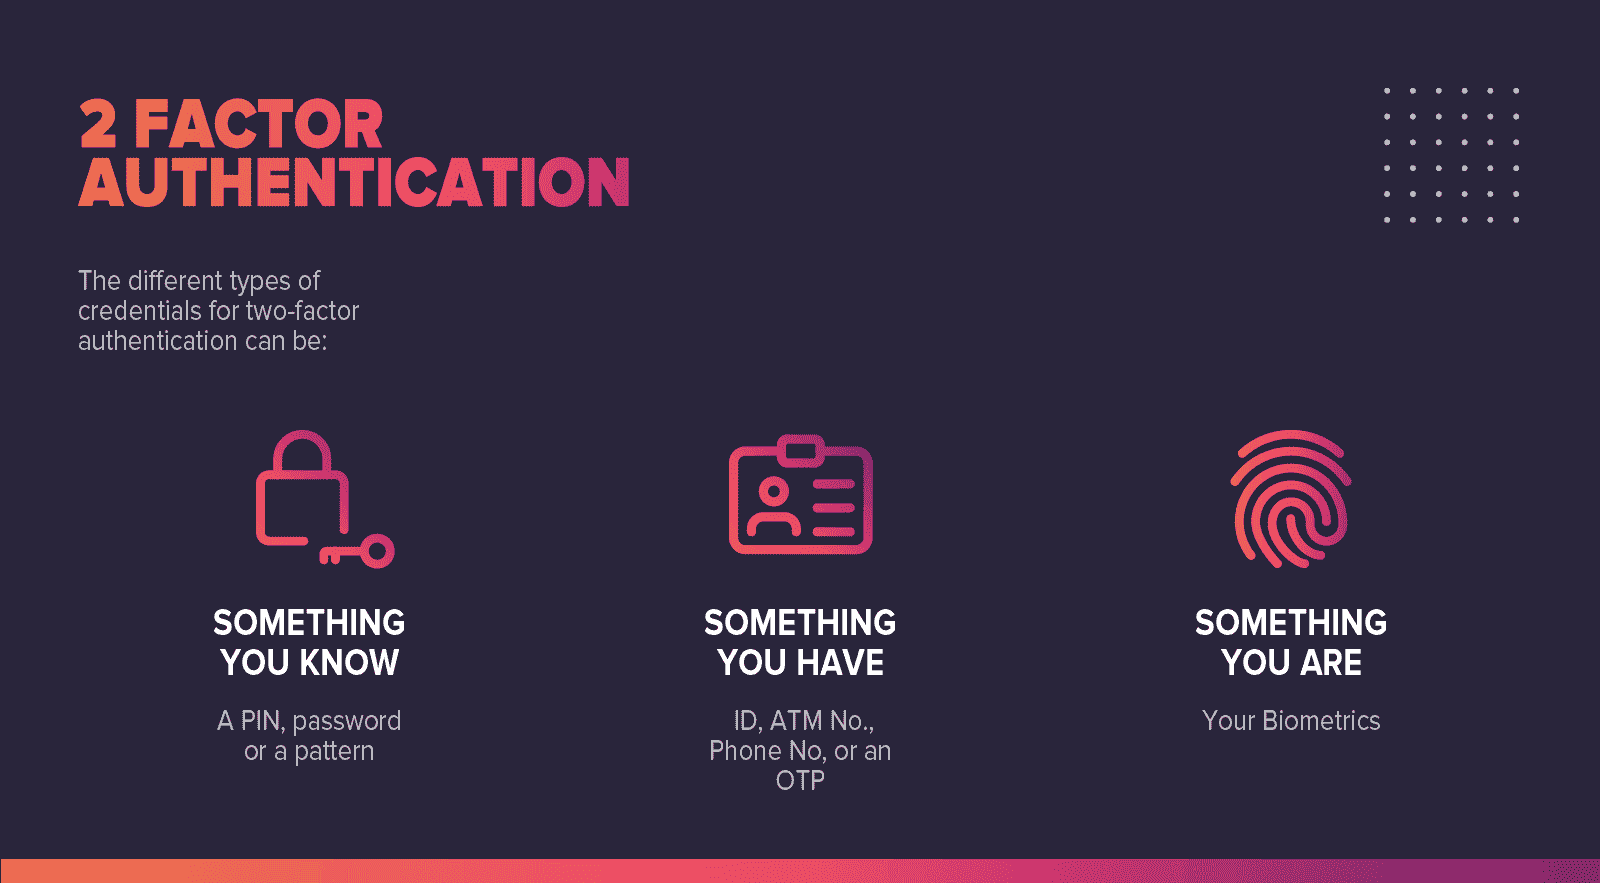 2 FACTOR
AUTHENTICATION
The different types of
credentials for two-factor
authentication can be:
SOMETHING
YOU KNOW
A PIN, password
or a pattern
SOMETHING
YOU HAVE
ID, ATM No.,
Phone No, or an
OTP
SOMETHING
YOU ARE
Your Biometrics